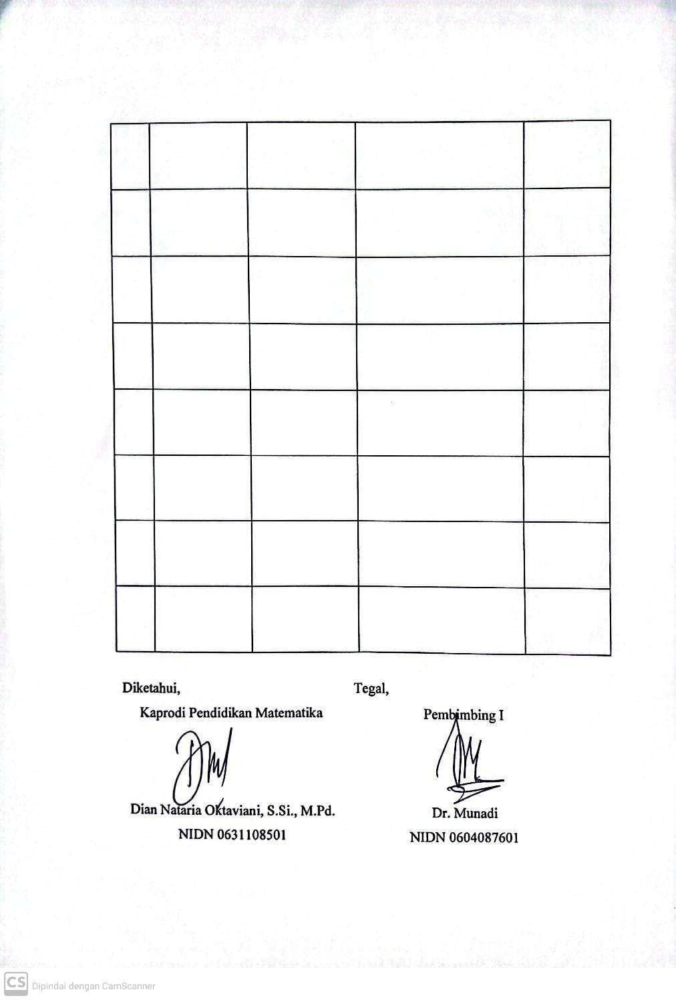 Diketahui,
Tegal,
Kaprodi Pendidikan Matematika
Pembimbing I
Dian Nataria Oktaviani, S.Si., M.Pd.
Dr. Munadi
NIDN 0631108501
NIDN 0604087601
CS Dipindai dengan CamScanner